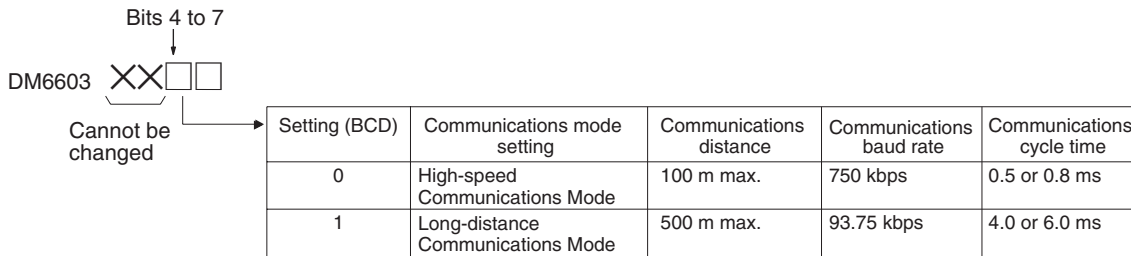 Bits 4 to 7
DM6603
Cannot be
changed
Setting (BCD) Communications mode setting Communications distance Communications baud rate Communications cycle time
0 High-speed Communications Mode 100 m max. 750 kbps 0.5 or 0.8 ms
1 Long-distance Communications Mode 500 m max. 93.75 kbps 4.0 or 6.0 ms